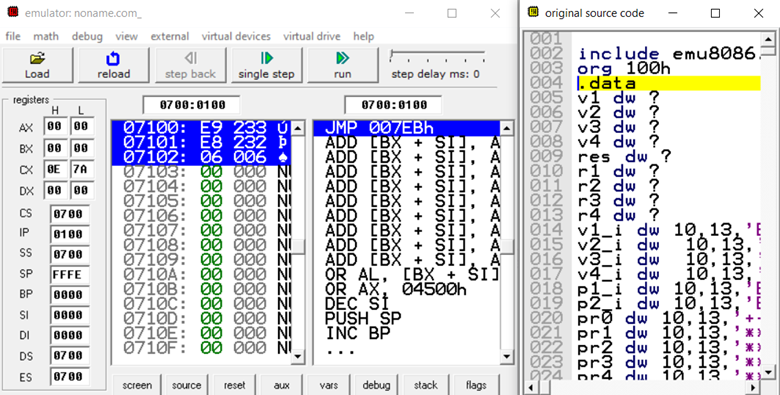 emulator: noname.com_
file math debug view external virtual devices virtual drive help
Load reload step back single step run step delay ms: 0
registers
H L
AX 00 00
BX 00 00
CX 0E 7A
DX 00 00
CS 0700
IP 0100
SS 0700
SP FFFE
BP 0000
SI 0000
DI 0000
DS 0700
ES 0700
0700:0100
07100: E9 233 Ú
07101: E8 232 Þ
07102: 06 006 ♠
07103: 00 000 NU
07104: 00 000 NU
07105: 00 000 NU
07106: 00 000 NU
07107: 00 000 NU
07108: 00 000 NU
07109: 00 000 NU
0710A: 00 000 NU
0710B: 00 000 NU
0710C: 00 000 NU
0710D: 00 000 NU
0710E: 00 000 NU
0710F: 00 000 NU
0700:0100
JMP 007EBh
ADD [BX + SI], A
ADD [BX + SI], A
ADD [BX + SI], A
ADD [BX + SI], A
ADD [BX + SI], A
ADD [BX + SI], A
ADD [BX + SI], A
ADD [BX + SI], A
ADD [BX + SI], A
OR AL, [BX + SI]
OR AX, 04500h
DEC SI
PUSH SP
INC BP
...
screen source reset aux vars debug stack flags
original source code
001
002 include emu8086.
003 org 100h
004 .data
005 v1 dw ?
006 v2 dw ?
007 v3 dw ?
008 v4 dw ?
009 res dw ?
010 r1 dw ?
011 r2 dw ?
012 r3 dw ?
013 r4 dw ?
014 v1_i dw 10,13,'E
015 v2_i dw 10,13,
016 v3_i dw 10,13,
017 v4_i dw 10,13,
018 p1_i dw 10,13,'E
019 p2_i dw 10,13,'E
020 pr0 dw 10,13,'+-
021 pr1 dw 10,13,'**
022 pr2 dw 10,13,'**
023 pr3 dw 10,13,'**
024 pr4 dw 10,13,'**